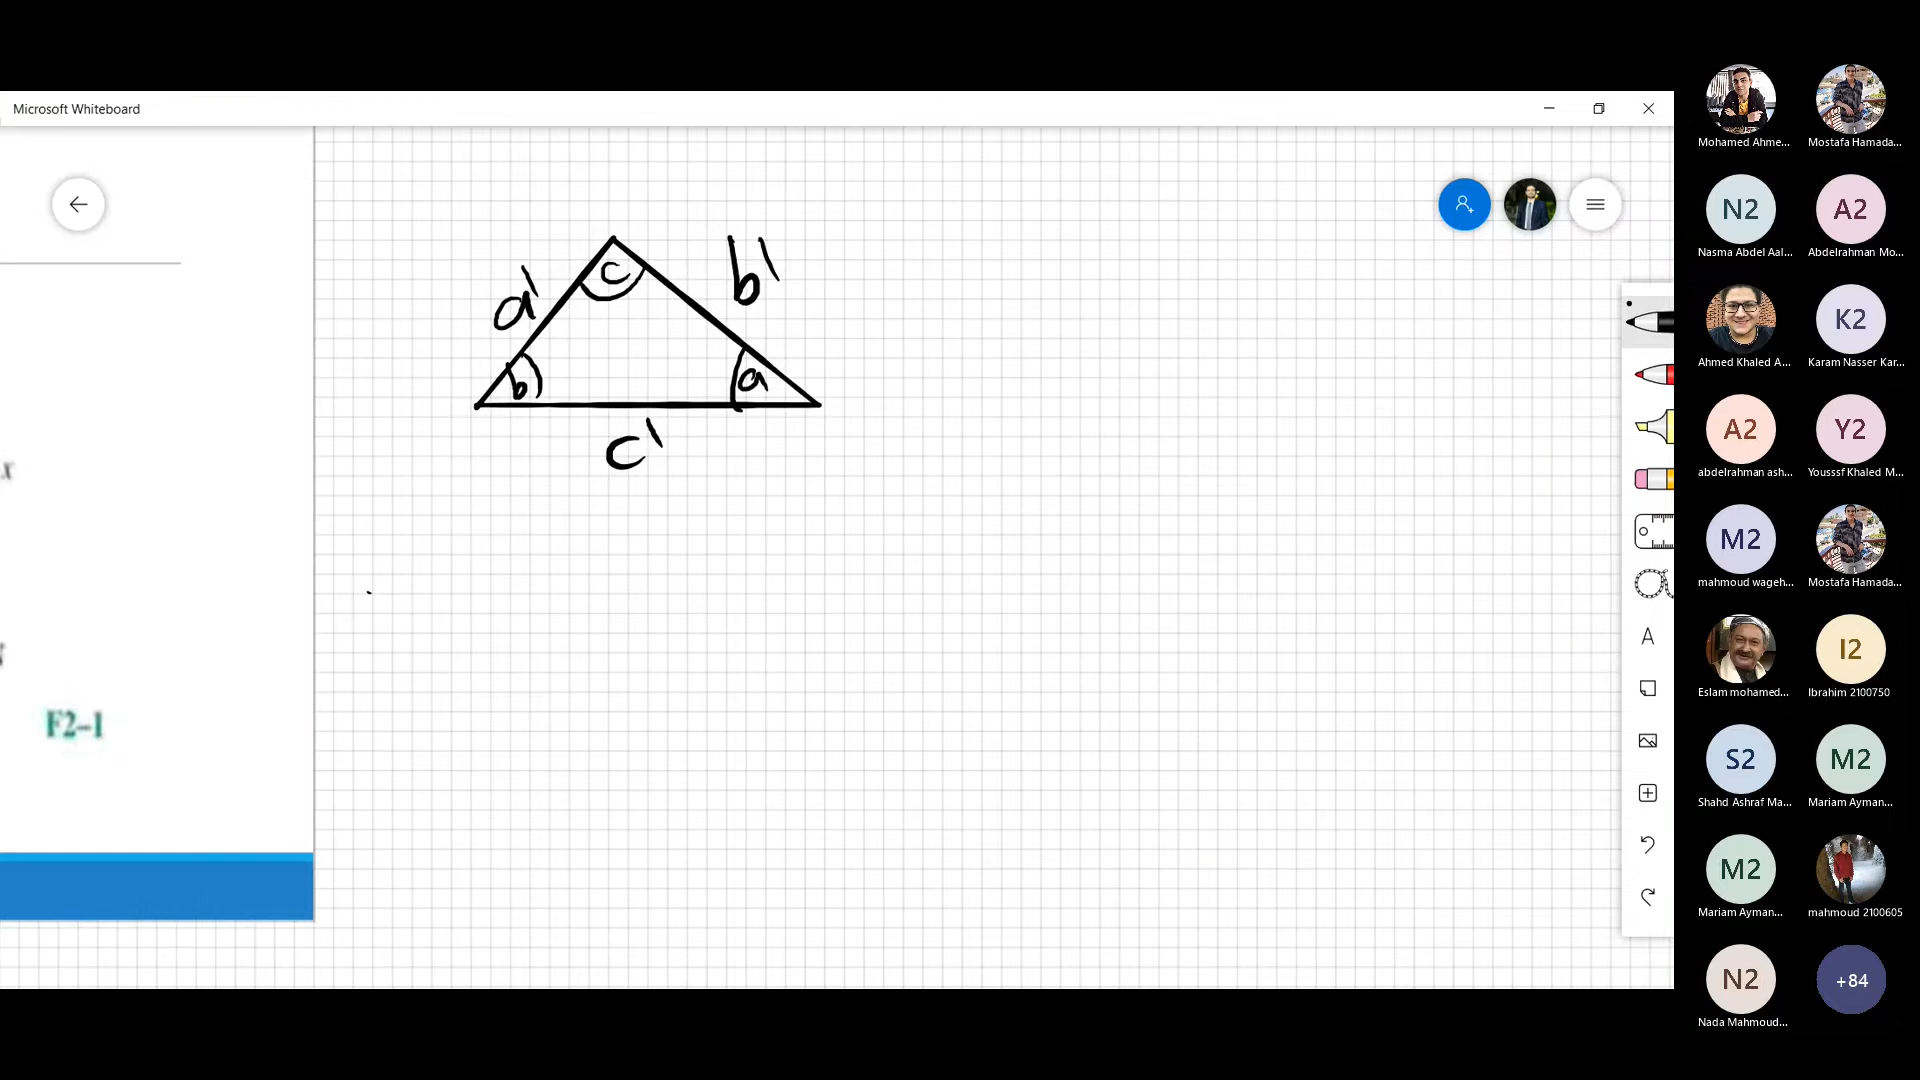 Microsoft Whiteboard
x
F2–1
a'
b'
c
b
a
c'
A
Mohamed Ahme...
Mostafa Hamada...
N2
A2
Nasma Abdel Aal...
Abdelrahman Mo...
K2
Ahmed Khaled A...
Karam Nasser Kar...
A2
Y2
abdelrahman ash...
Yousssf Khaled M...
M2
mahmoud wageh...
Mostafa Hamada...
I2
Eslam mohamed...
Ibrahim 2100750
S2
M2
Shahd Ashraf Ma...
Mariam Ayman...
M2
Mariam Ayman...
mahmoud 2100605
N2
+84
Nada Mahmoud...